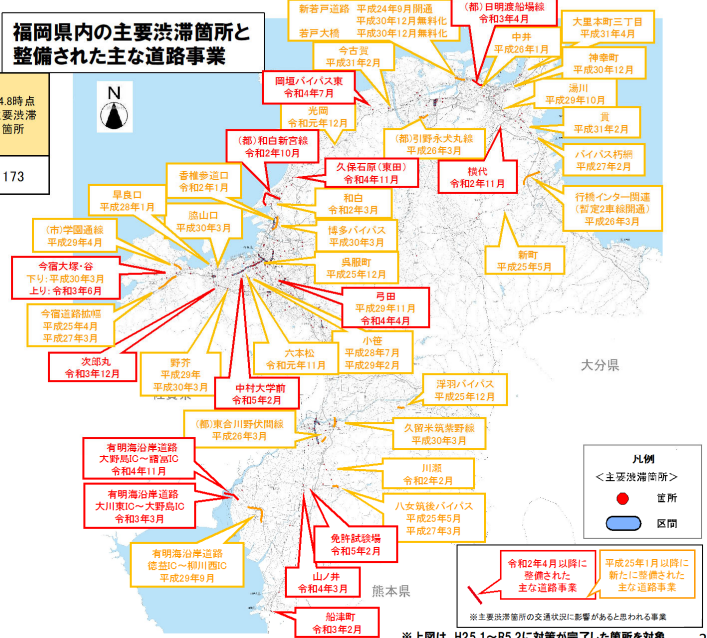 福岡県内の主要渋滞箇所と
整備された主な道路事業
4.8時点
主要渋滞
箇所
173
N
新若戸道路 平成24年9月開通
平成30年12月無料化
若戸大橋 平成30年12月無料化
(都)日明渡船場線
令和3年4月
中井
平成26年1月
大里本町三丁目
平成31年4月
神幸町
平成30年12月
湯川
平成29年10月
貫
平成31年2月
バイパス朽網
平成27年2月
行橋インター関連
(暫定2車線開通)
平成26年3月
今古賀
平成31年2月
岡垣バイパス東
令和4年7月
光岡
令和元年12月
(都)引野永犬丸線
平成26年3月
横代
令和2年11月
(都)和白新宮線
令和2年10月
久保石原(東田)
令和4年11月
香椎参道口
令和2年1月
和白
令和2年3月
早良口
平成28年1月
脇山口
平成30年3月
博多バイパス
平成30年3月
新町
平成25年5月
(市)学園通線
平成29年4月
呉服町
平成25年12月
今宿大塚・谷
下り:平成30年3月
上り:令和3年6月
弓田
平成29年11月
令和4年4月
今宿道路拡幅
平成25年4月
平成27年3月
小笹
平成28年7月
平成29年2月
次郎丸
令和3年12月
野芥
平成29年
平成30年3月
六本松
令和元年11月
中村大学前
令和5年2月
大分県
佐賀県
浮羽バイパス
平成25年12月
(都)東合川野伏間線
平成26年3月
久留米筑紫野線
平成30年3月
有明海沿岸道路
大野島IC~諸富IC
令和4年11月
川瀬
令和2年2月
有明海沿岸道路
大川東IC~大野島IC
令和3年3月
八女筑後バイパス
平成25年5月
平成27年3月
有明海沿岸道路
徳益IC~柳川西IC
平成29年9月
免許試験場
令和5年2月
山ノ井
令和4年3月
熊本県
船津町
令和3年2月
凡例
<主要渋滞箇所>
箇所
区間
令和2年4月以降に
整備された
主な道路事業
平成25年1月以降に
新たに整備された
主な道路事業
※主要渋滞箇所の交通状況に影響があると思われる事業
※上図は、H25.1~R5.2に対策が完了した箇所を対象